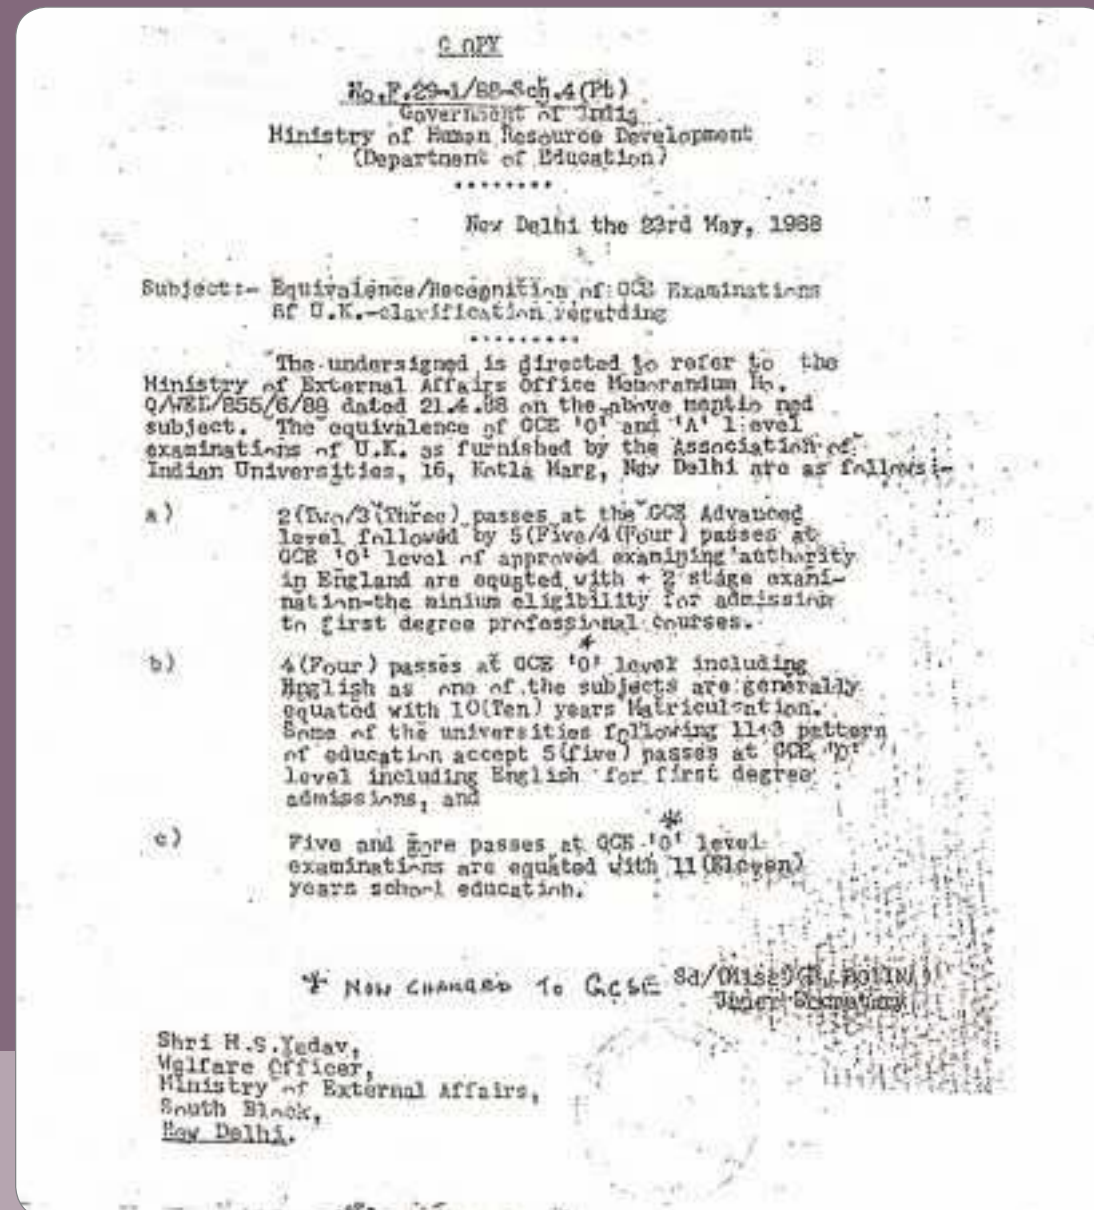 COPY
No.F.29-1/88-Sch.4(Pt)
Government of India
Ministry of Human Resource Development
(Department of Education)
........
New Delhi the 23rd May, 1988
Subject:- Equivalence/Recognition of GCE Examinations
of U.K.-clarification regarding
.........
The undersigned is directed to refer to the
Ministry of External Affairs Office Memorandum No.
Q/WEL/855/6/88 dated 21.4.88 on the above mentio ned
subject. The equivalence of GCE 'O' and 'A' level
examinations of U.K. as furnished by the Association of
Indian Universities, 16, Kotla Marg, New Delhi are as follows:-
a) 2(Two/3(Three) passes at the GCE Advanced
level followed by 5(Five/4(Four) passes at
GCE 'O' level of approved examining authority
in England are equated with + 2 stage exami-
nation-the minium eligibility for admission
to first degree professional courses.
*
b) 4(Four) passes at GCE 'O' level including
English as one of the subjects are generally
equated with 10(Ten) years Matriculation.
Some of the universities following 11+3 pattern
of education accept 5(five) passes at GCE 'O'
level including English for first degree
admissions, and
*
c) Five and more passes at GCE 'O' level
examinations are equated with 11(Eleven)
years school education.
* NOW CHANGED TO GCSE Sd/(Miss)
Under Secretary
Shri H.S.Yadav,
Welfare Officer,
Ministry of External Affairs,
South Block,
New Delhi.